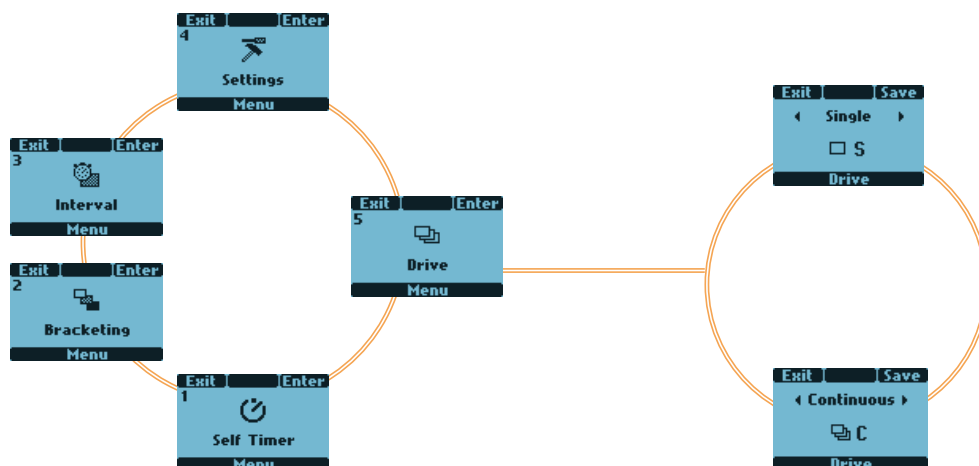 Exit Enter
4
Settings
Menu
Exit Enter
3
Interval
Menu
Exit Enter
2
Bracketing
Menu
Exit Enter
1
Self Timer
Menu
Exit Enter
5
Drive
Menu
Exit Save
Single
S
Drive
Exit Save
Continuous
C
Drive